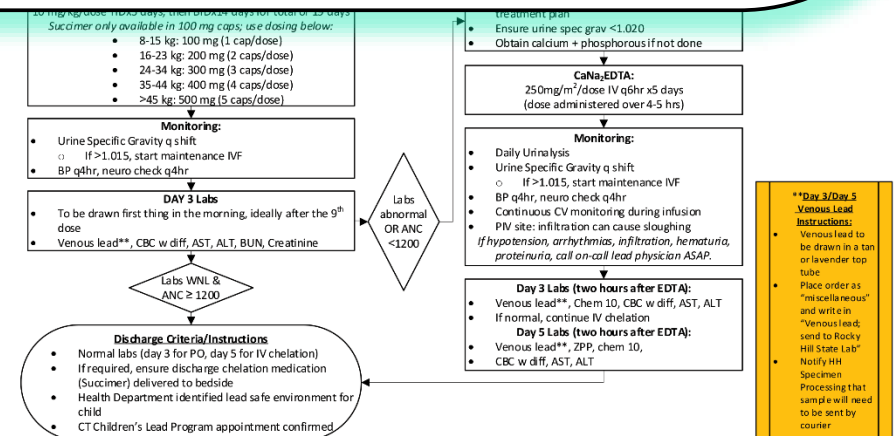 10 mg/kg/dose TIDx5 days, then BIDx14 days for total of 19 days
Succimer only available in 100 mg caps; use dosing below:
• 8-15 kg: 100 mg (1 cap/dose)
• 16-23 kg: 200 mg (2 caps/dose)
• 24-34 kg: 300 mg (3 caps/dose)
• 35-44 kg: 400 mg (4 caps/dose)
• >45 kg: 500 mg (5 caps/dose)
Monitoring:
• Urine Specific Gravity q shift
○ If >1.015, start maintenance IVF
• BP q4hr, neuro check q4hr
DAY 3 Labs
• To be drawn first thing in the morning, ideally after the 9th
dose
• Venous lead**, CBC w diff, AST, ALT, BUN, Creatinine
Labs WNL &
ANC ≥ 1200
Discharge Criteria/Instructions
• Normal labs (day 3 for PO, day 5 for IV chelation)
• If required, ensure discharge chelation medication
(Succimer) delivered to bedside
• Health Department identified lead safe environment for
child
• CT Children's Lead Program appointment confirmed
Labs
abnormal
OR ANC
<1200
treatment plan
• Ensure urine spec grav <1.020
• Obtain calcium + phosphorous if not done
CaNa₂EDTA:
250mg/m²/dose IV q6hr x5 days
(dose administered over 4-5 hrs)
Monitoring:
• Daily Urinalysis
• Urine Specific Gravity q shift
○ If >1.015, start maintenance IVF
• BP q4hr, neuro check q4hr
• Continuous CV monitoring during infusion
• PIV site: infiltration can cause sloughing
If hypotension, arrhythmias, infiltration, hematuria,
proteinuria, call on-call lead physician ASAP.
Day 3 Labs (two hours after EDTA):
• Venous lead**, Chem 10, CBC w diff, AST, ALT
• If normal, continue IV chelation
Day 5 Labs (two hours after EDTA):
• Venous lead**, ZPP, chem 10,
• CBC w diff, AST, ALT
**Day 3/Day 5
Venous Lead
Instructions:
• Venous lead to
be drawn in a tan
or lavender top
tube
• Place order as
"miscellaneous"
and write in
"Venous lead;
send to Rocky
Hill State Lab"
• Notify HH
Specimen
Processing that
sample will need
to be sent by
courier